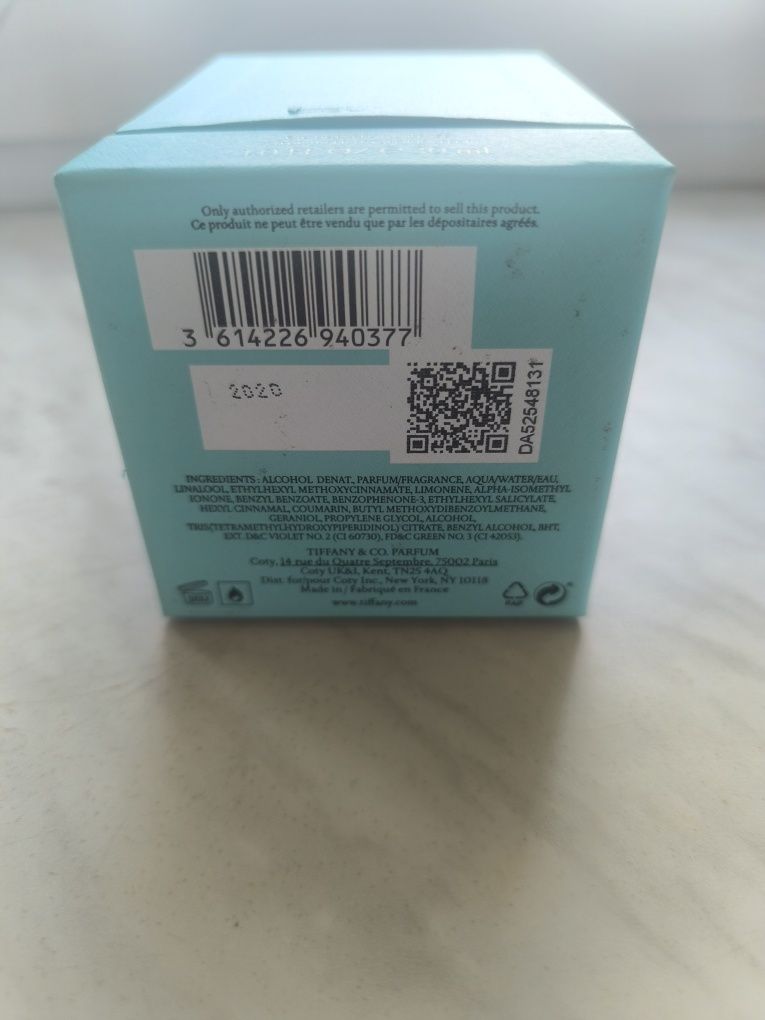 Only authorized retailers are permitted to sell this product.
Ce produit ne peut être vendu que par les dépositaires agréés.
3 614226 940377
2020
DA52548131
INGREDIENTS : ALCOHOL DENAT., PARFUM/FRAGRANCE, AQUA/WATER/EAU,
LINALOOL, ETHYLHEXYL METHOXYCINNAMATE, LIMONENE, ALPHA-ISOMETHYL
IONONE, BENZYL BENZOATE, BENZOPHENONE-3, ETHYLHEXYL SALICYLATE,
HEXYL CINNAMAL, COUMARIN, BUTYL METHOXYDIBENZOYLMETHANE,
GERANIOL, PROPYLENE GLYCOL, ALCOHOL,
TRIS(TETRAMETHYLHYDROXYPIPERIDINOL) CITRATE, BENZYL ALCOHOL, BHT,
EXT. D&C VIOLET NO. 2 (CI 60730), FD&C GREEN NO. 3 (CI 42053).
TIFFANY & CO. PARFUM
Coty, 14 rue du Quatre Septembre, 75002 Paris
Coty UK&I, Kent, TN25 4AQ
Dist. for/pour Coty Inc., New York, NY 10118
Made in / Fabriqué en France
www.tiffany.com